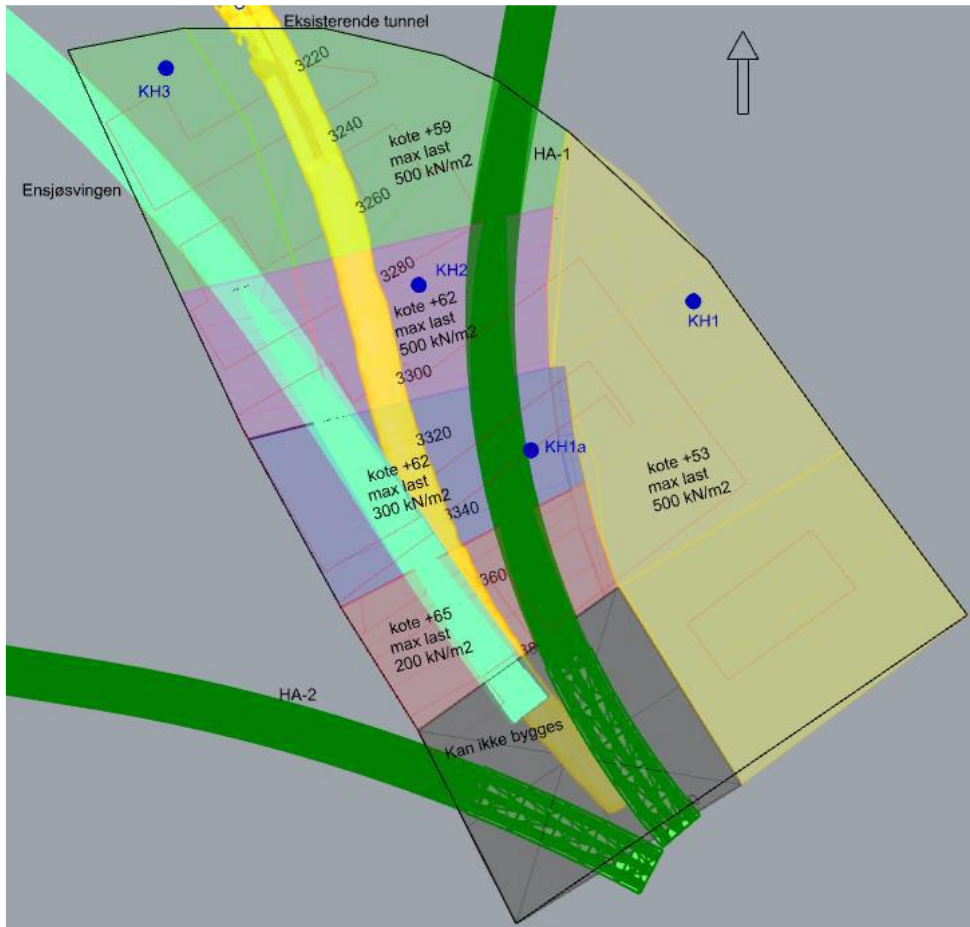 Eksisterende tunnel
3220
KH3
3240
kote +59
max last
500 kN/m2
HA-1
Ensjøsvingen
3260
3280
KH2
KH1
kote +62
max last
500 kN/m2
3300
3320
KH1a
kote +62
max last
300 kN/m2
kote +53
max last
500 kN/m2
3340
360
kote +65
max last
200 kN/m2
38
HA-2
Kan ikke bygges